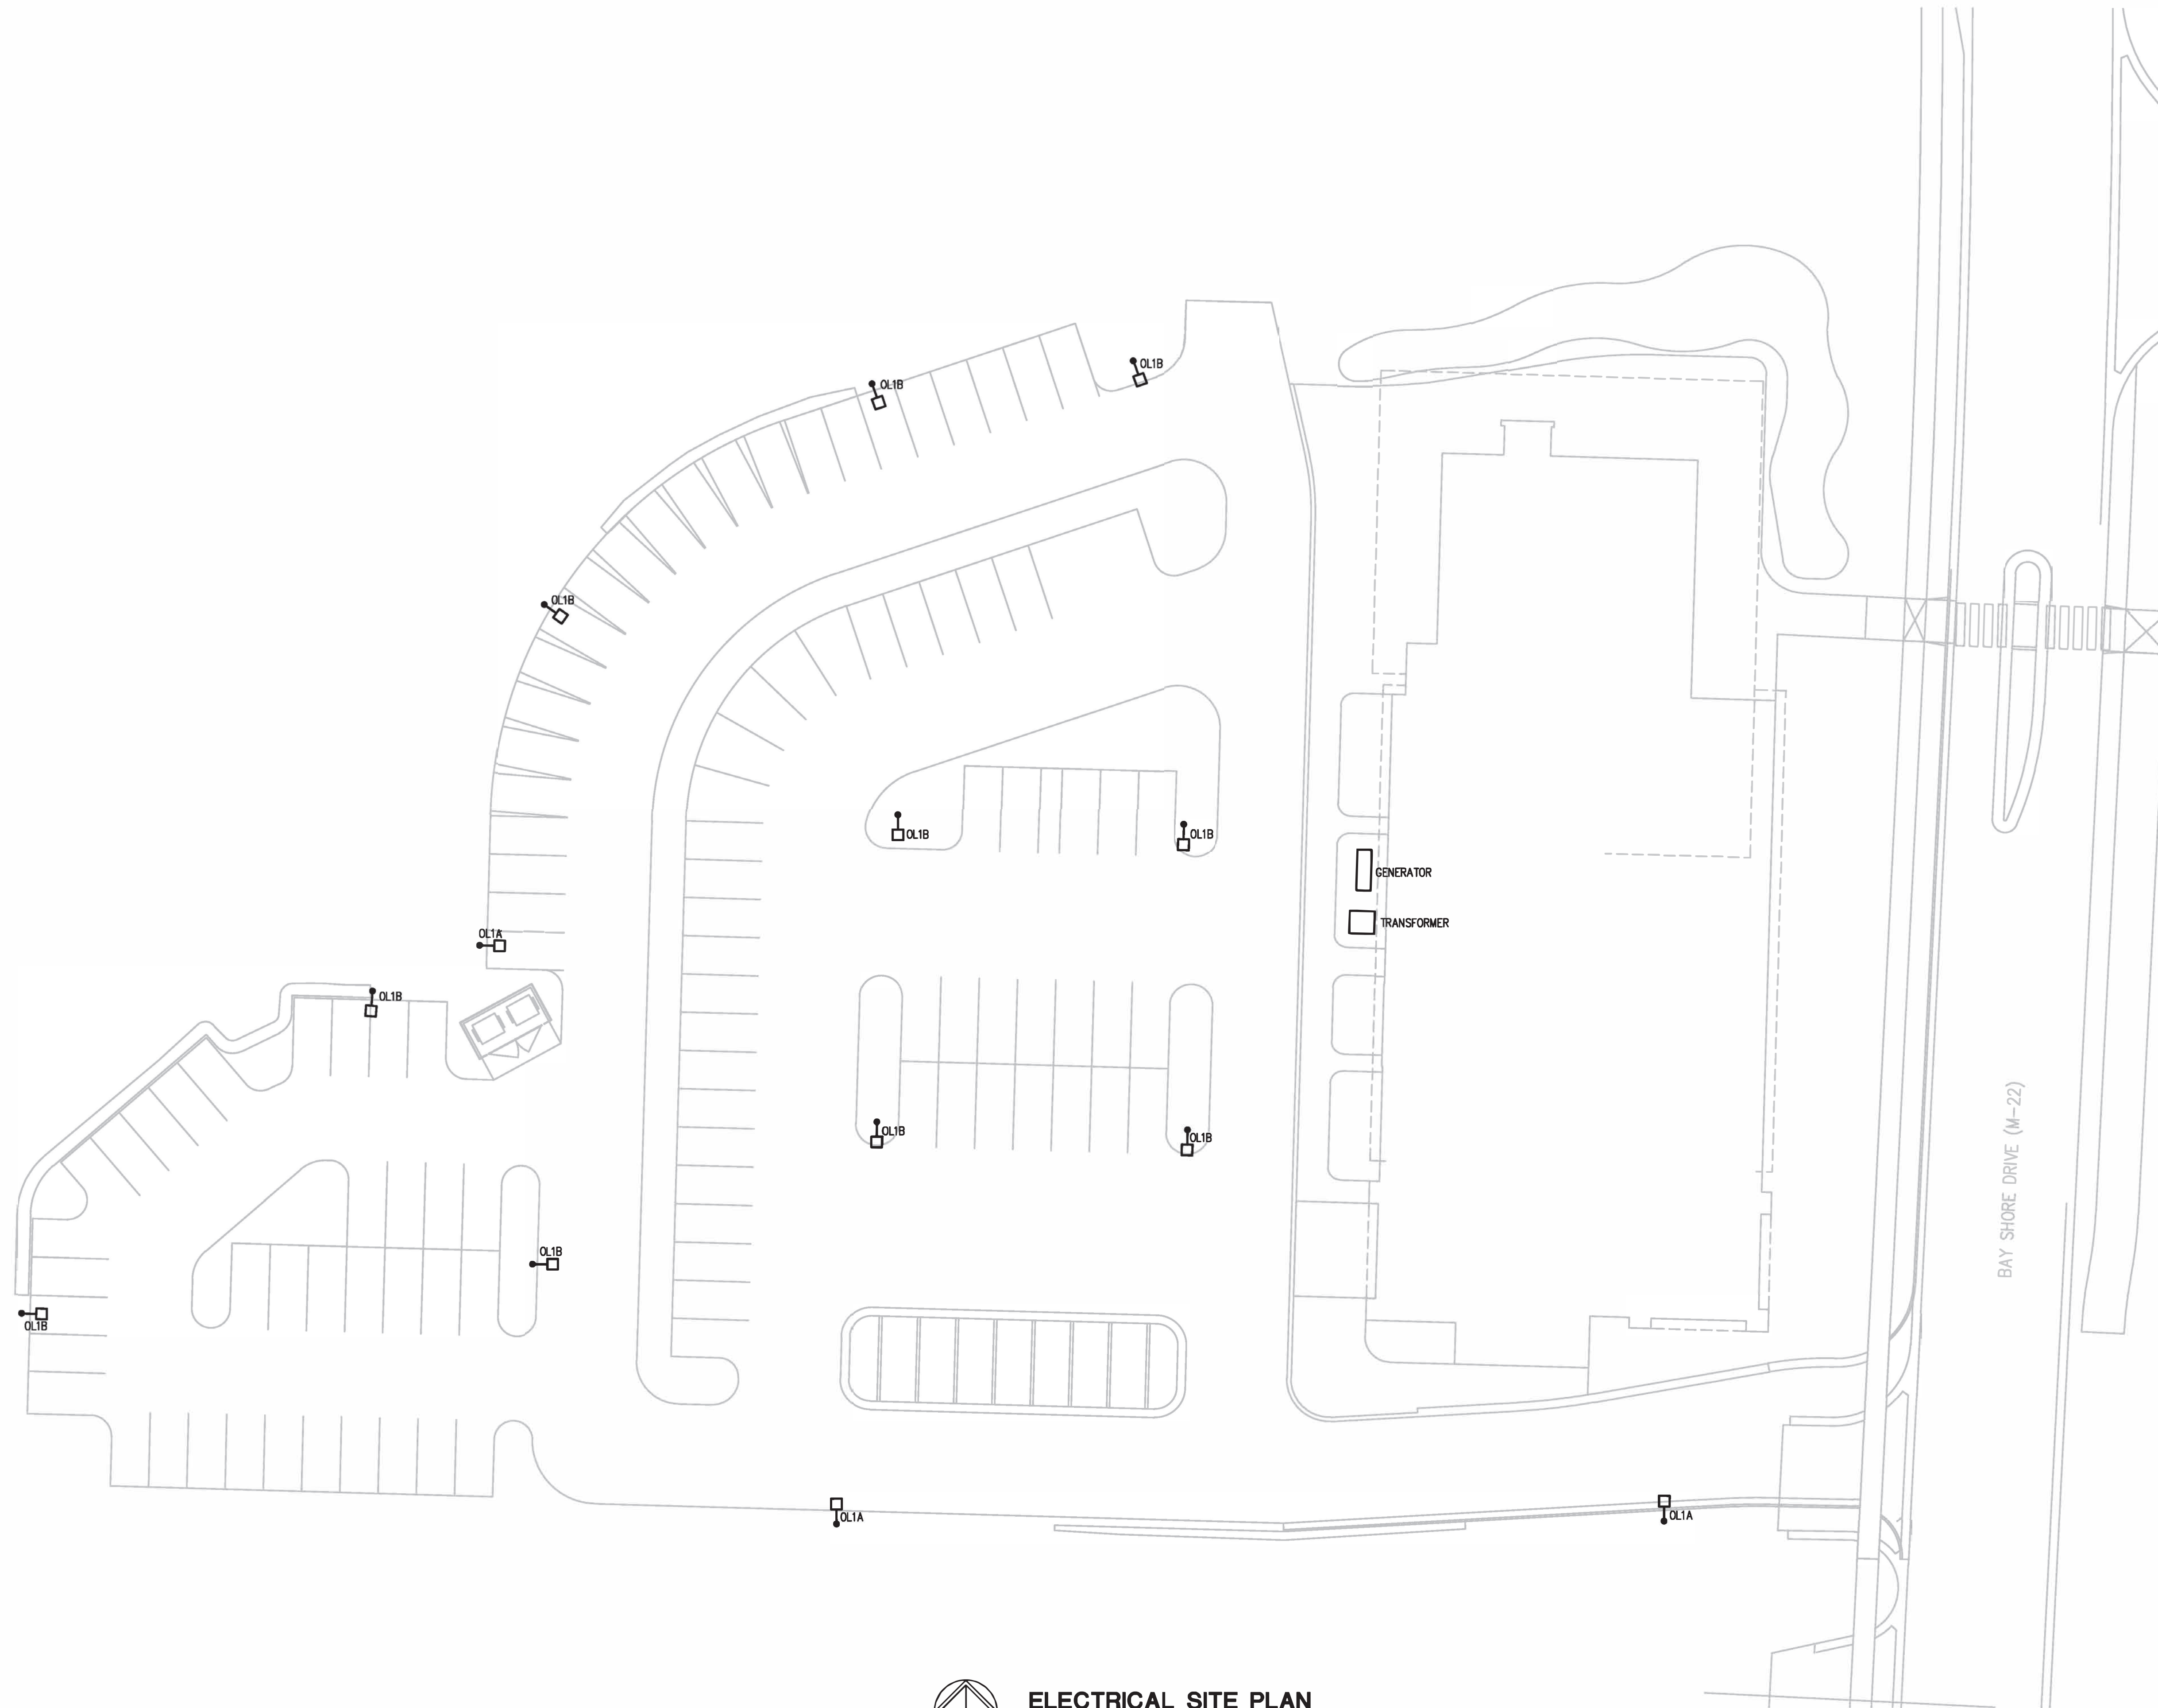 OL1B
OL1B
OL1B
OL1B
OL1B
GENERATOR
TRANSFORMER
OL1A
OL1B
BAY SHORE DRIVE (M-22)
OL1B
OL1B
OL1B
OL1B
OL1A
OL1A
ELECTRICAL SITE PLAN